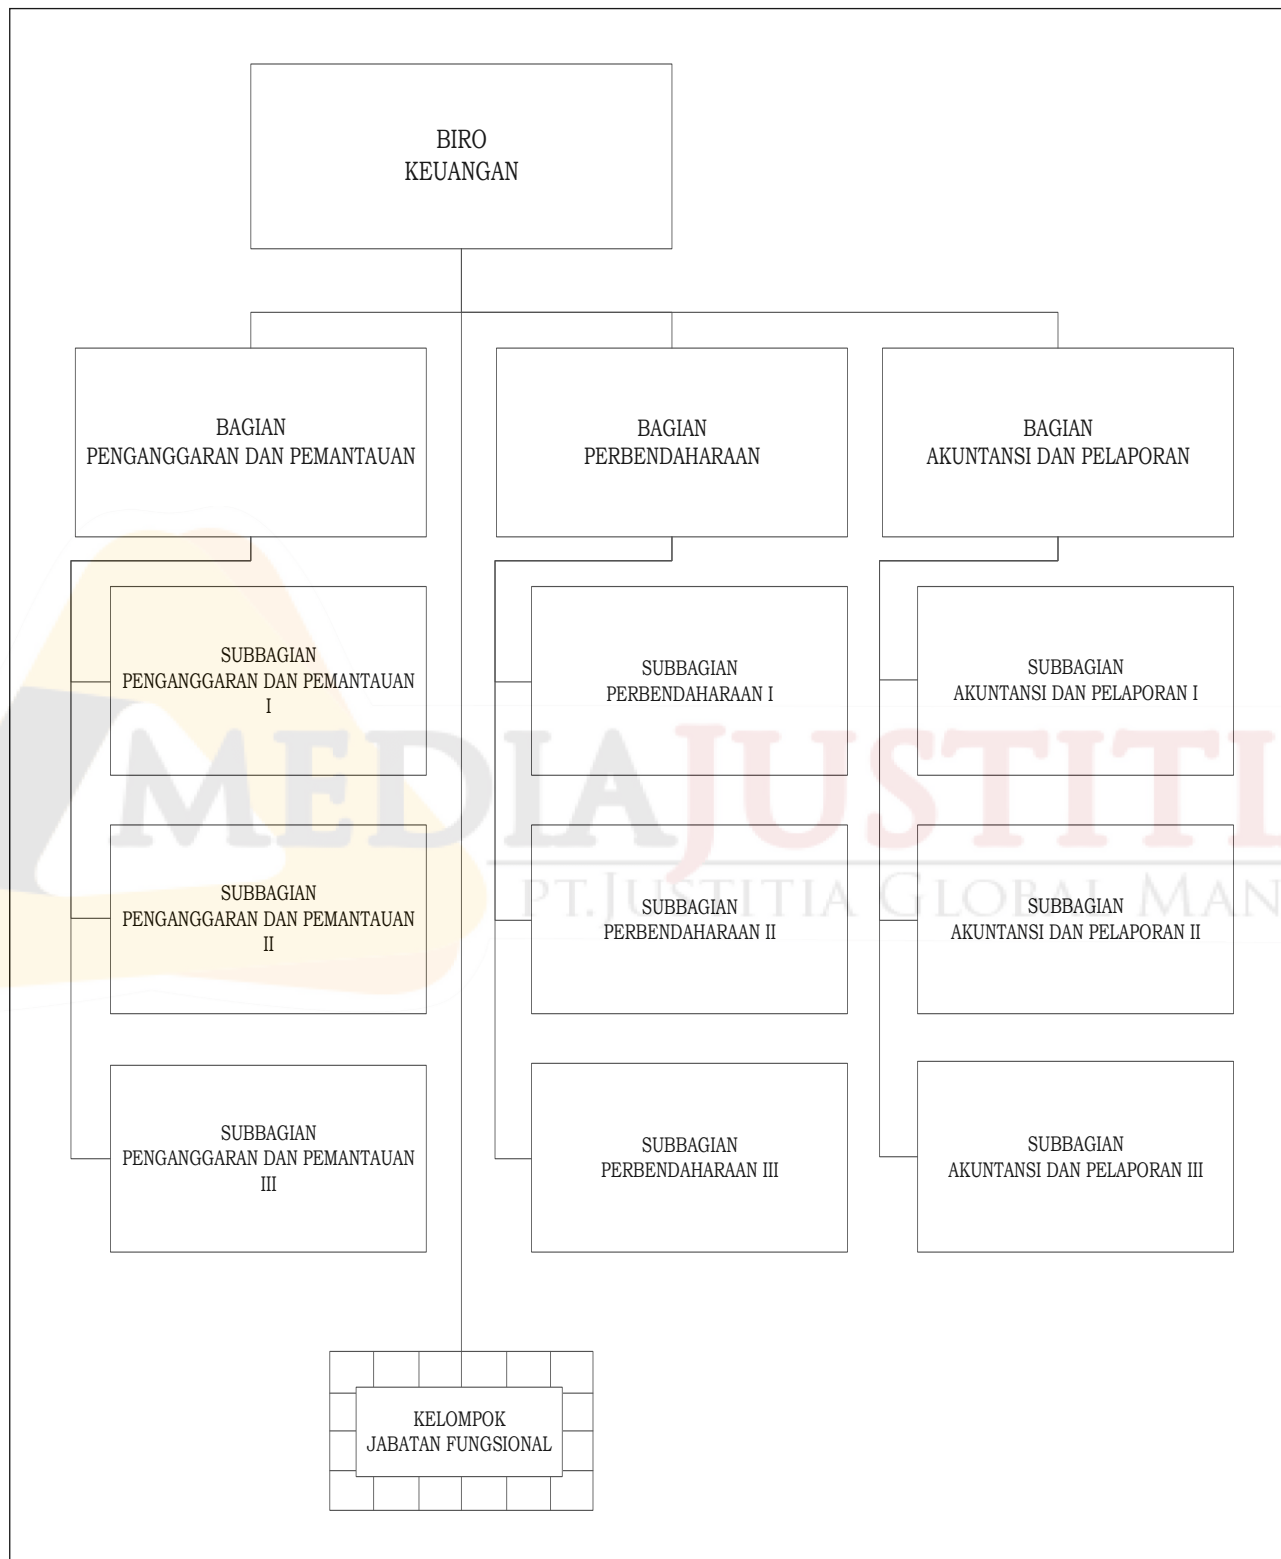 BIRO
KEUANGAN
BAGIAN
PENGANGGARAN DAN PEMANTAUAN
BAGIAN
PERBENDAHARAAN
BAGIAN
AKUNTANSI DAN PELAPORAN
SUBBAGIAN
PENGANGGARAN DAN PEMANTAUAN
I
SUBBAGIAN
PERBENDAHARAAN I
SUBBAGIAN
AKUNTANSI DAN PELAPORAN I
MEDIAJUSTITI
PT. JUSTITIA GLOBAL MAN
SUBBAGIAN
PENGANGGARAN DAN PEMANTAUAN
II
SUBBAGIAN
PERBENDAHARAAN II
SUBBAGIAN
AKUNTANSI DAN PELAPORAN II
SUBBAGIAN
PENGANGGARAN DAN PEMANTAUAN
III
SUBBAGIAN
PERBENDAHARAAN III
SUBBAGIAN
AKUNTANSI DAN PELAPORAN III
KELOMPOK
JABATAN FUNGSIONAL